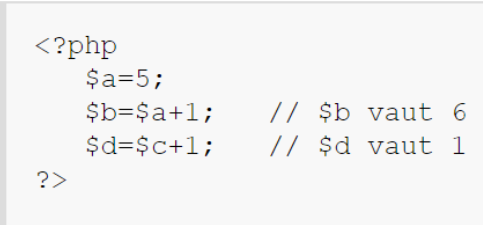 <?php
$a=5;
$b=$a+1; // $b vaut 6
$d=$c+1; // $d vaut 1
?>